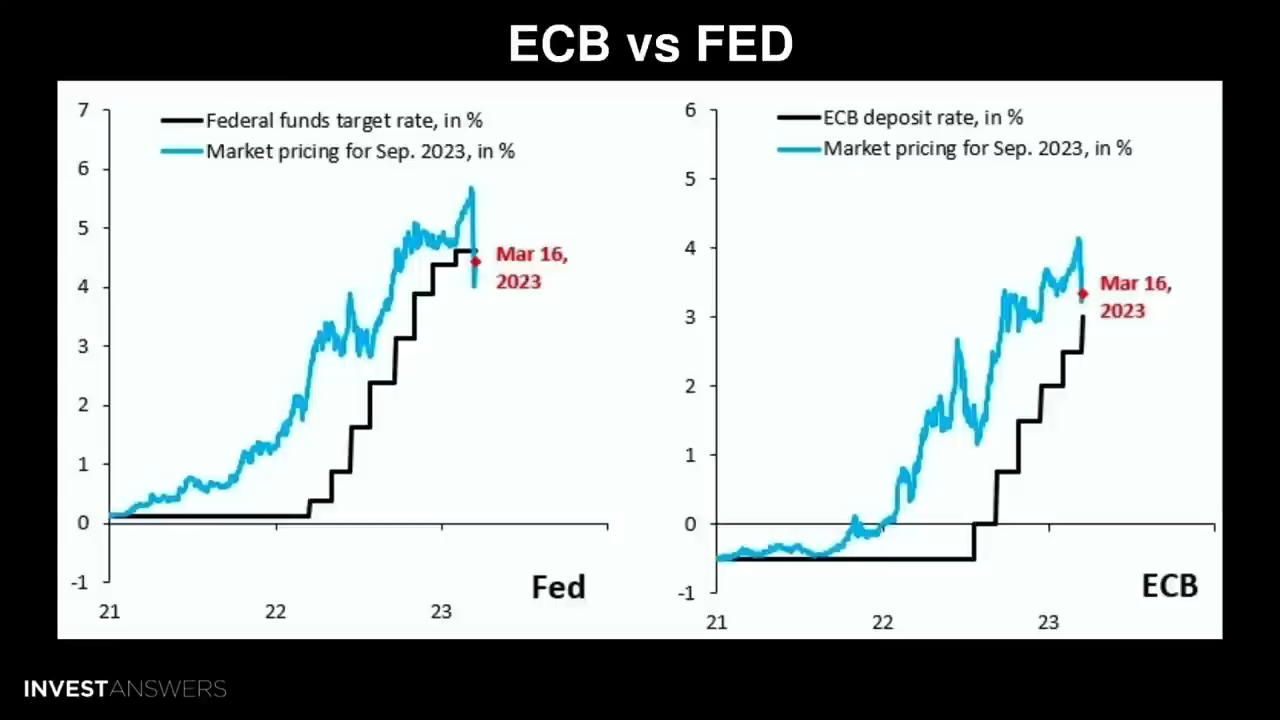 ECB vs FED
7
6
5
4
3
2
1
0
-1
Federal funds target rate, in %
Market pricing for Sep. 2023, in %
Mar 16,
2023
Fed
21
22
23
6
5
4
3
2
1
0
-1
ECB deposit rate, in %
Market pricing for Sep. 2023, in %
Mar 16,
2023
ECB
21
22
23
INVESTANSWERS